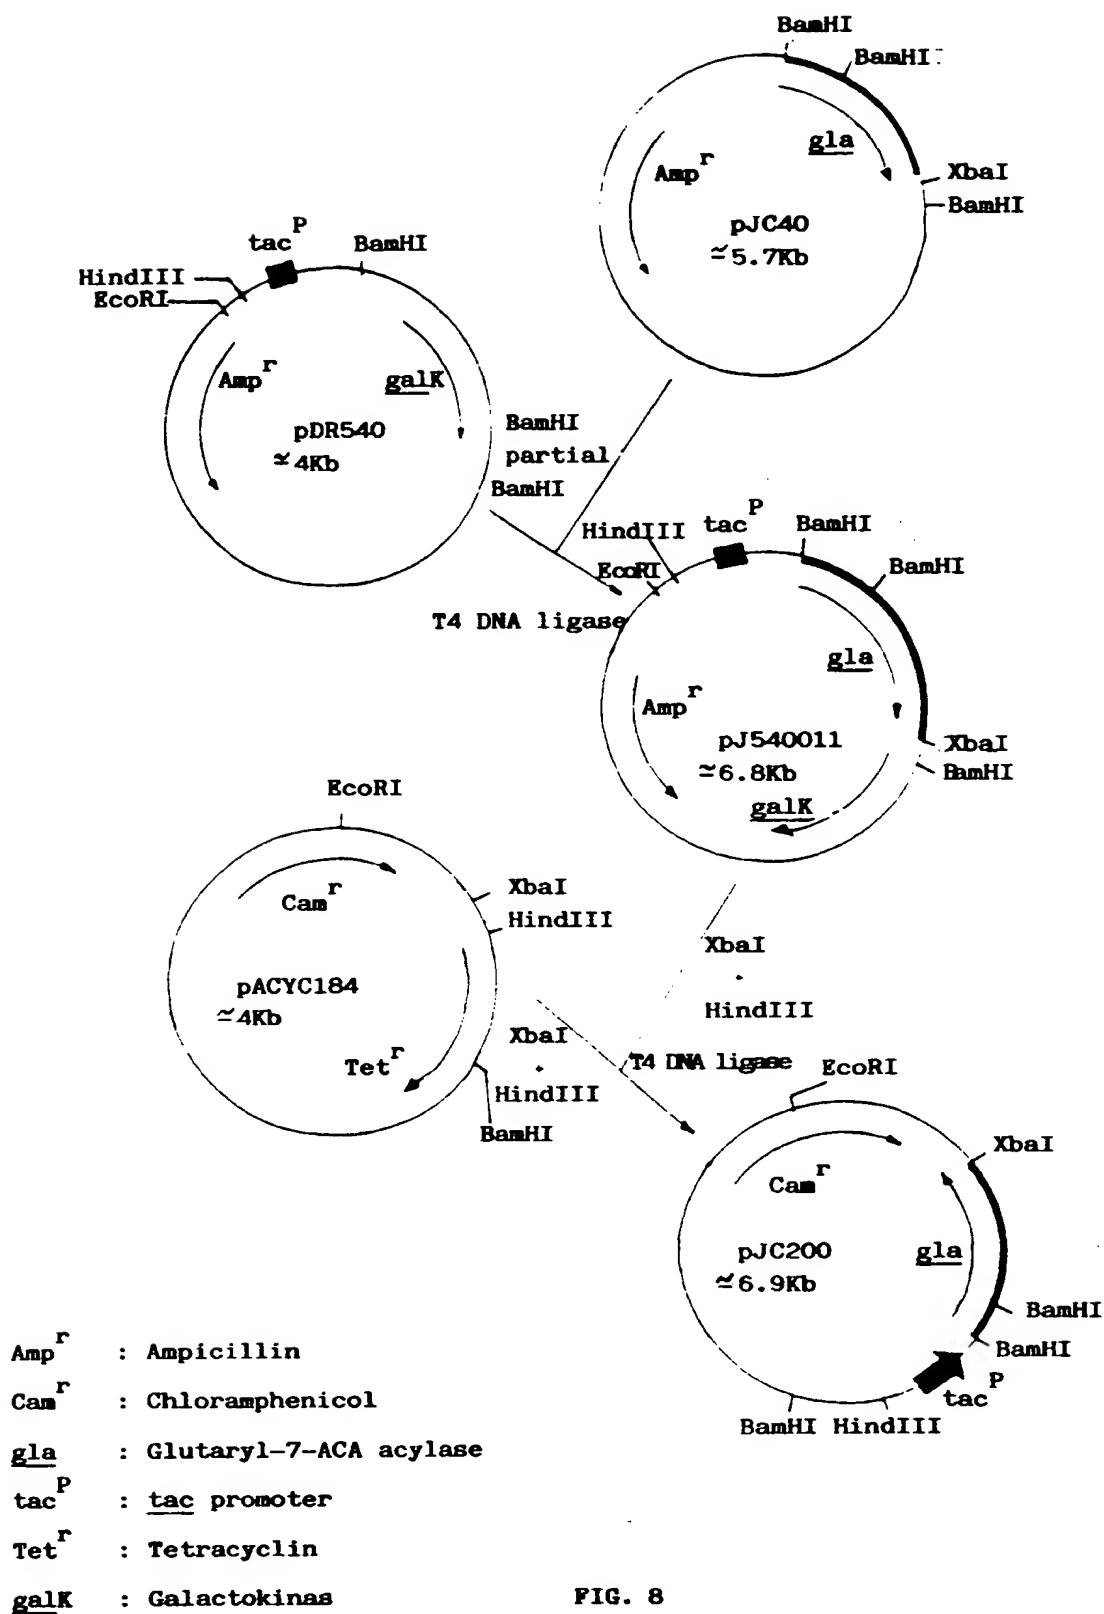 BamHI
BamHI
gla
Amp r
XbaI
BamHI
pJC40
≃5.7Kb
tac P
BamHI
HindIII
EcoRI
Amp r
galK
pDR540
≃4Kb
BamHI
partial
BamHI
HindIII
tac P
BamHI
EcoRI
BamHI
T4 DNA ligase
gla
Amp r
pJ540011
≃6.8Kb
XbaI
BamHI
galK
EcoRI
Cam r
XbaI
HindIII
pACYC184
≃4Kb
Tet r
BamHI
XbaI
HindIII
XbaI
HindIII
T4 DNA ligase
EcoRI
XbaI
Cam r
pJC200
≃6.9Kb
gla
BamHI
BamHI
tac P
BamHI HindIII
Amp r : Ampicillin
Cam r : Chloramphenicol
gla : Glutaryl-7-ACA acylase
tac P : tac promoter
Tet r : Tetracyclin
galK : Galactokinas
FIG. 8